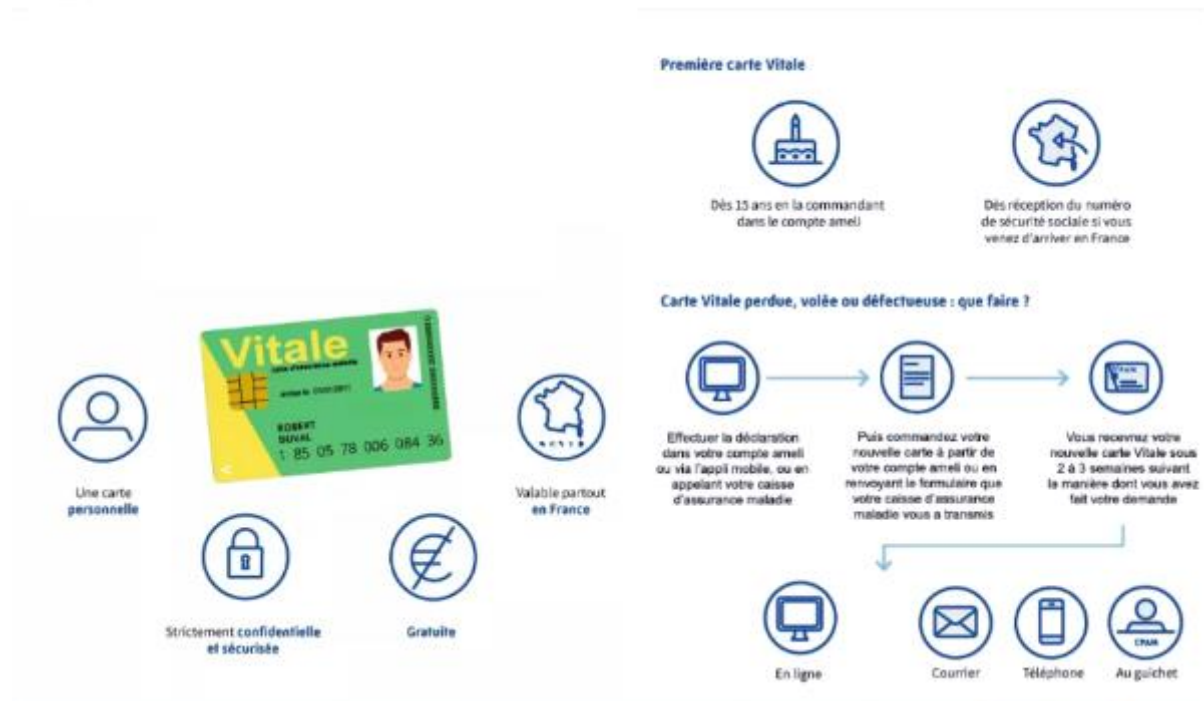 Vitale
ROBERT
DUVAL
1 85 05 78 006 084 36
Une carte
personnelle
Valable partout
en France
Strictement confidentielle
et sécurisée
Gratuite
Première carte Vitale
Dès 15 ans en la commandant
dans le compte ameli
Dès réception du numéro
de sécurité sociale si vous
venez d'arriver en France
Carte Vitale perdue, volée ou défectueuse : que faire ?
Effectuer la déclaration
dans votre compte ameli
ou via l'appli mobile, ou en
appelant votre caisse
d'assurance maladie
Puis commandez votre
nouvelle carte à partir de
votre compte ameli ou en
renvoyant le formulaire que
votre caisse d'assurance
maladie vous a transmis
Vous recevrez votre
nouvelle carte Vitale sous
2 à 3 semaines suivant
la manière dont vous avez
fait votre demande
En ligne
Courrier
Téléphone
CPAM
Au guichet